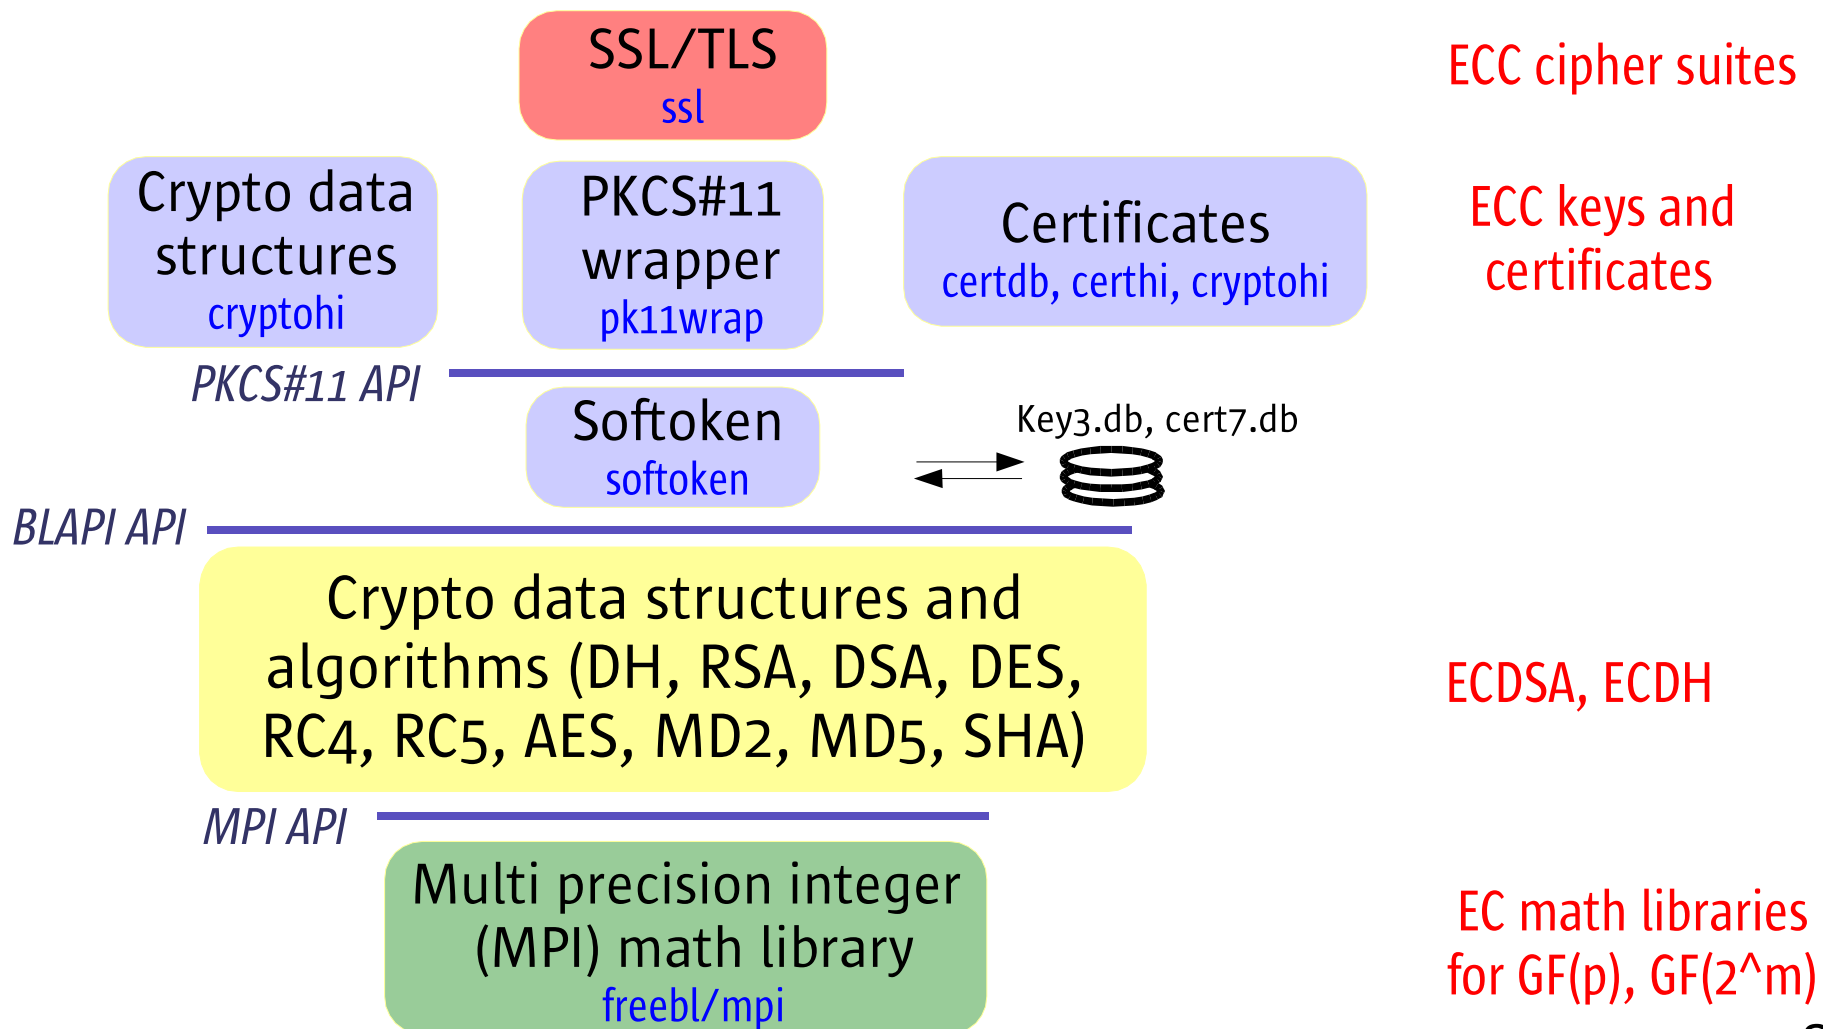 SSL/TLS
ssl
ECC cipher suites
Crypto data
structures
cryptohi
PKCS#11
wrapper
pk11wrap
Certificates
certdb, certhi, cryptohi
ECC keys and
certificates
PKCS#11 API
Softoken
softoken
Key3.db, cert7.db
BLAPI API
Crypto data structures and
algorithms (DH, RSA, DSA, DES,
RC4, RC5, AES, MD2, MD5, SHA)
ECDSA, ECDH
MPI API
Multi precision integer
(MPI) math library
freebl/mpi
EC math libraries
for GF(p), GF(2^m)